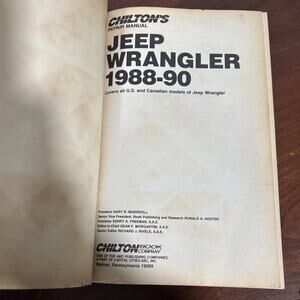 CHILTON'S
REPAIR MANUAL
JEEP
WRANGLER
1988-90
Covers all U.S. and Canadian models of Jeep Wrangler
President GARY R. INGERSOLL
Senior Vice President, Book Publishing and Research RONALD A. HOXTER
Publisher KERRY A. FREEMAN, S.A.E.
Editor-in-Chief DEAN F. MORGANTINI, S.A.E.
Senior Editor RICHARD J. RIVELE, S.A.E.
CHILTON BOOK
COMPANY
ONE OF THE ABC PUBLISHING COMPANIES,
A PART OF CAPITAL CITIES/ABC, INC.
Radnor, Pennsylvania 19089